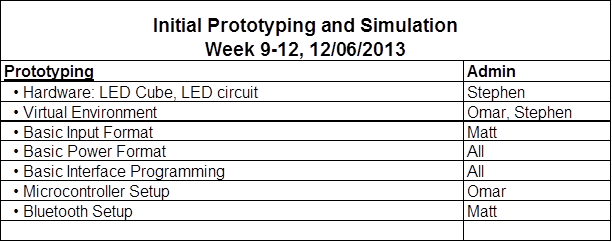 Initial Prototyping and Simulation
Week 9-12, 12/06/2013
Prototyping Admin
• Hardware: LED Cube, LED circuit Stephen
• Virtual Environment Omar, Stephen
• Basic Input Format Matt
• Basic Power Format All
• Basic Interface Programming All
• Microcontroller Setup Omar
• Bluetooth Setup Matt